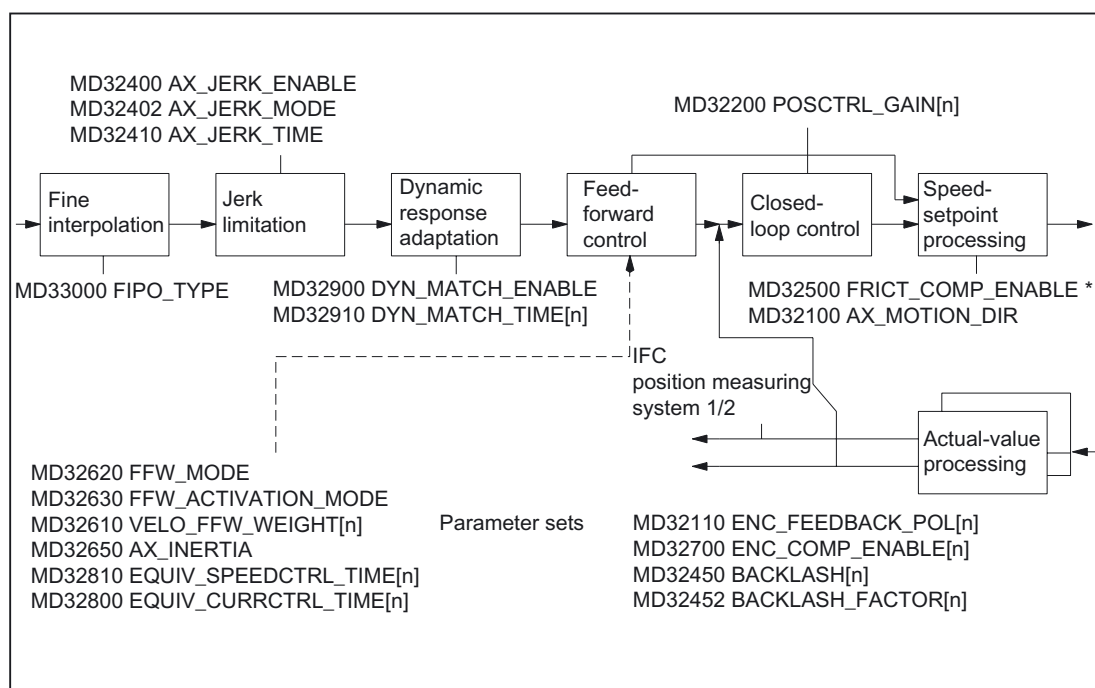 MD32400 AX_JERK_ENABLE
MD32402 AX_JERK_MODE
MD32410 AX_JERK_TIME
MD32200 POSCTRL_GAIN[n]
Fine
interpolation
Jerk
limitation
Dynamic
response
adaptation
Feed-
forward
control
Closed-
loop control
Speed-
setpoint
processing
MD33000 FIPO_TYPE
MD32900 DYN_MATCH_ENABLE
MD32910 DYN_MATCH_TIME[n]
MD32500 FRICT_COMP_ENABLE *
MD32100 AX_MOTION_DIR
IFC
position measuring
system 1/2
Actual-value
processing
MD32620 FFW_MODE
MD32630 FFW_ACTIVATION_MODE
MD32610 VELO_FFW_WEIGHT[n]
MD32650 AX_INERTIA
MD32810 EQUIV_SPEEDCTRL_TIME[n]
MD32800 EQUIV_CURRCTRL_TIME[n]
Parameter sets
MD32110 ENC_FEEDBACK_POL[n]
MD32700 ENC_COMP_ENABLE[n]
MD32450 BACKLASH[n]
MD32452 BACKLASH_FACTOR[n]